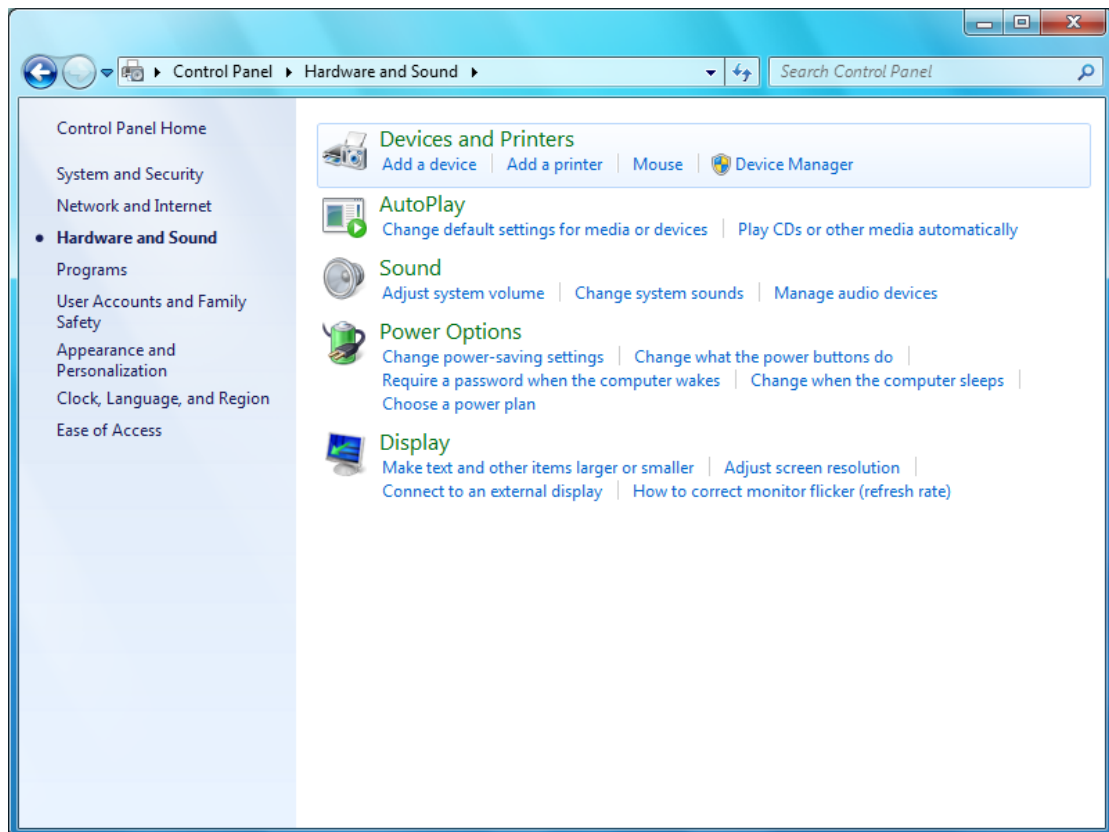 Control Panel Hardware and Sound Search Control Panel
Control Panel Home
System and Security
Network and Internet
Hardware and Sound
Programs
User Accounts and Family
Safety
Appearance and
Personalization
Clock, Language, and Region
Ease of Access
Devices and Printers
Add a device Add a printer Mouse Device Manager
AutoPlay
Change default settings for media or devices Play CDs or other media automatically
Sound
Adjust system volume Change system sounds Manage audio devices
Power Options
Change power-saving settings Change what the power buttons do
Require a password when the computer wakes Change when the computer sleeps
Choose a power plan
Display
Make text and other items larger or smaller Adjust screen resolution
Connect to an external display How to correct monitor flicker (refresh rate)